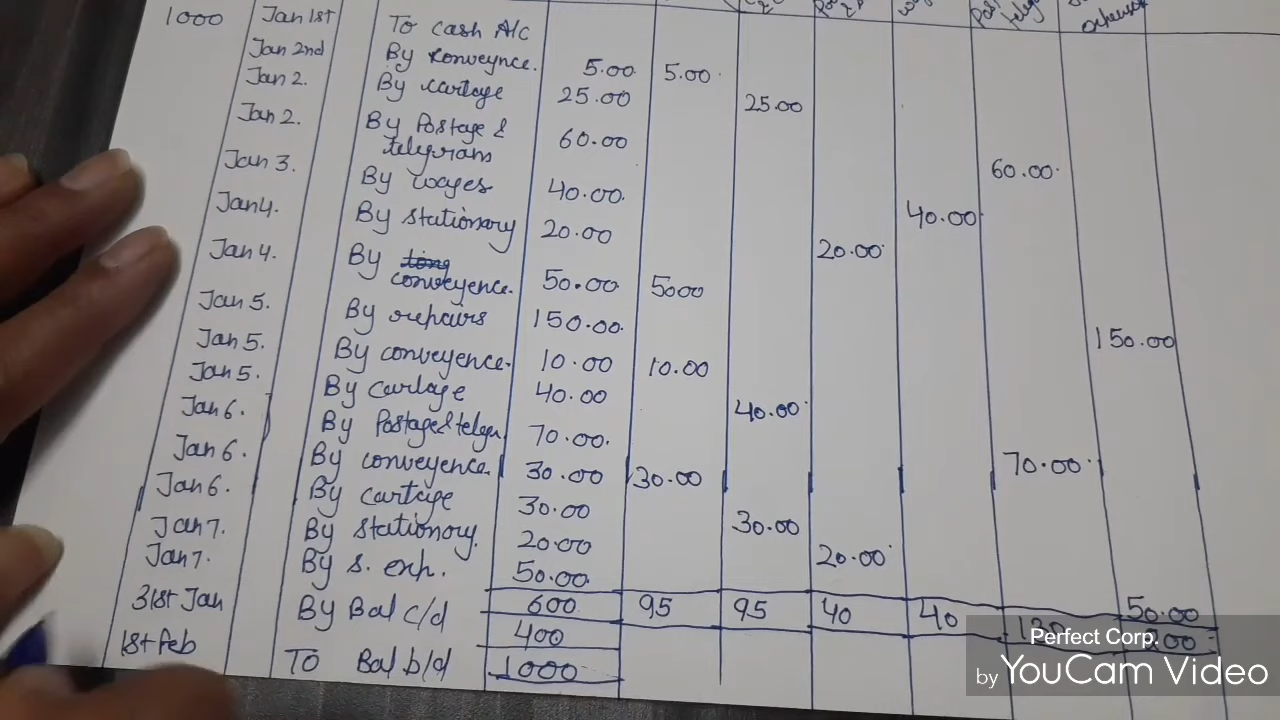 1000 Jan 1st To cash A/c
Jan 2nd By conveynce. 5.00 5.00
Jan 2. By cartage 25.00 25.00
Jan 2. By Postage &
telegram 60.00 60.00
Jan 3. By wages 40.00 40.00
Jan 4. By stationary 20.00 20.00
Jan 4. By
conveyence. 50.00 5000
Jan 5. By repairs 150.00 150.00
Jan 5. By conveyence 10.00 10.00
Jan 5. By cartage 40.00 40.00
Jan 6. By Postage & telegr. 70.00 70.00
Jan 6. By conveyence. 30.00 30.00
Jan 6. By cartage 30.00 30.00
Jan 7. By stationory. 20.00 20.00
Jan 7. By s. exp. 50.00 50.00
600 95 95 40 40 130 200
31st Jan By Bal c/d 400
1st feb To Bal b/d 1000
Perfect Corp.
by YouCam Video